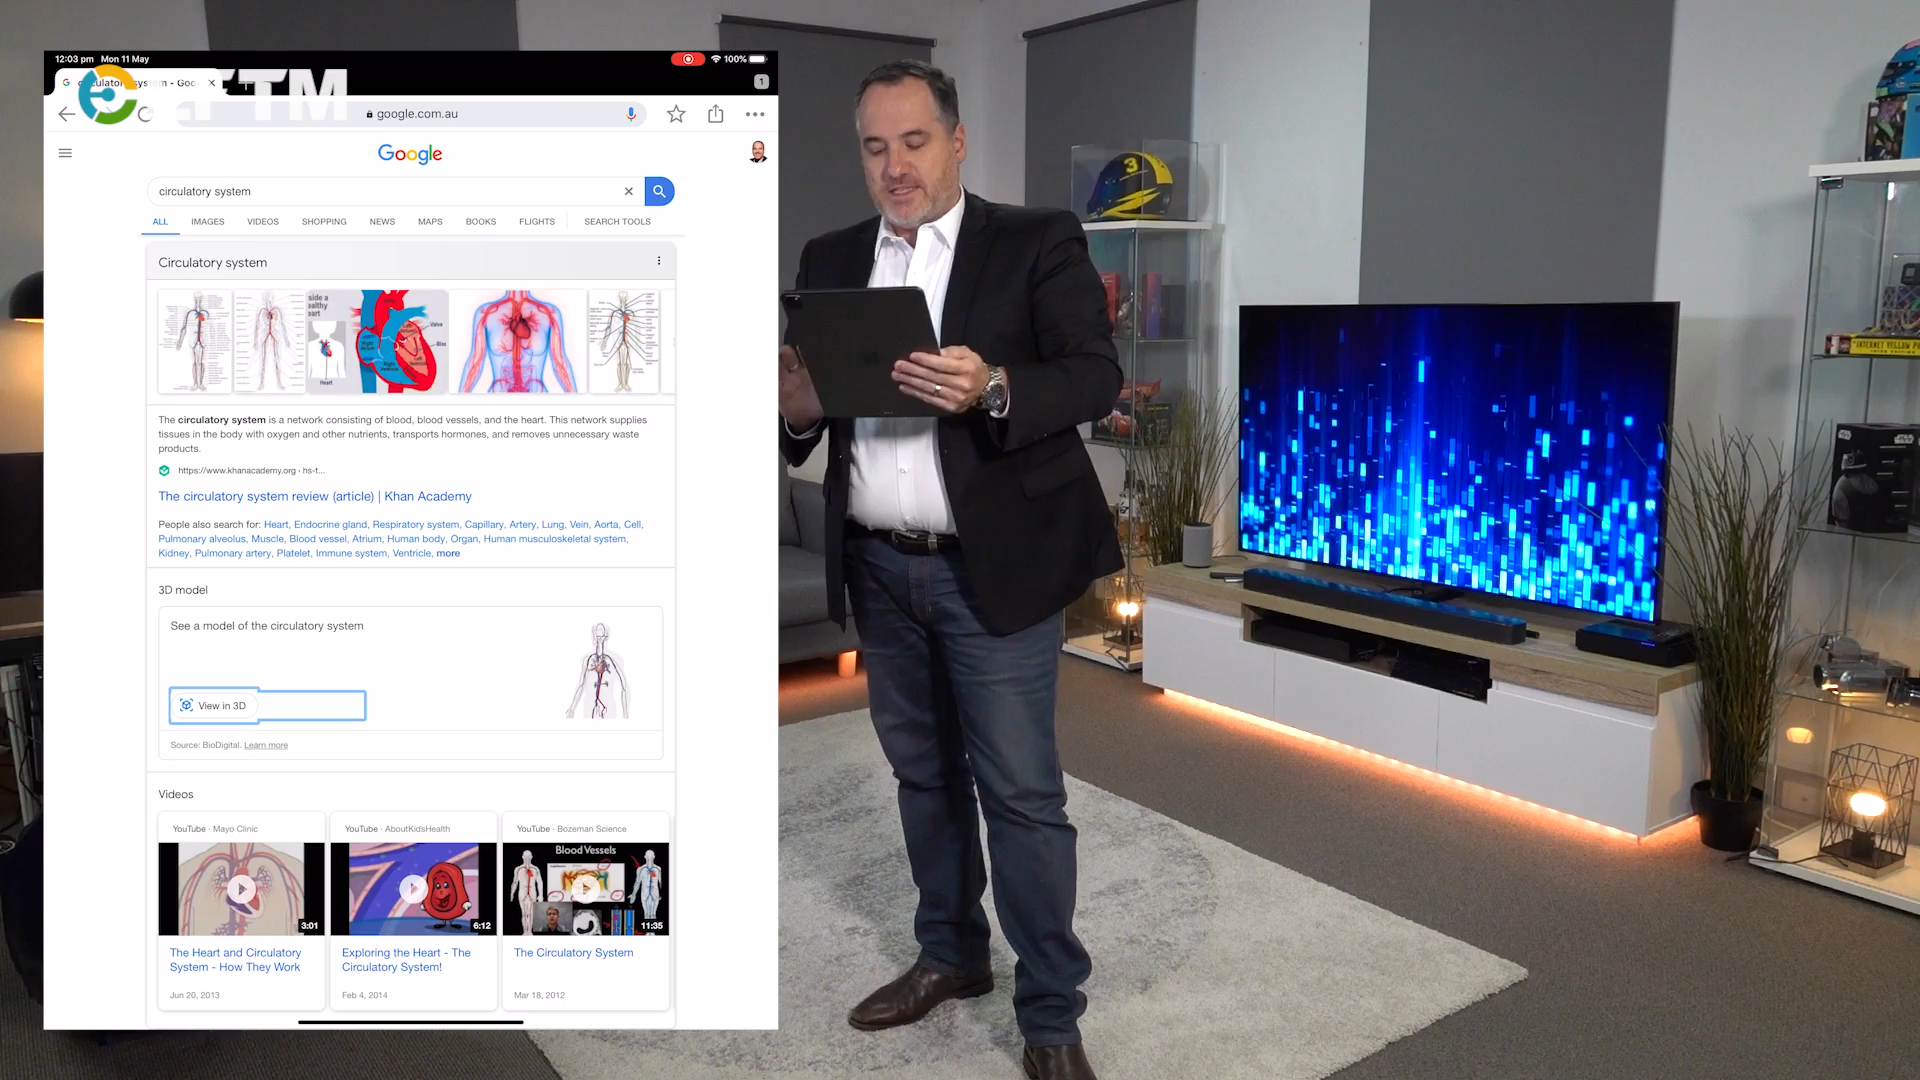 12:03 pm Mon 11 May
100%
EFTM
1
google.com.au
Google
circulatory system
ALL IMAGES VIDEOS SHOPPING NEWS MAPS BOOKS FLIGHTS SEARCH TOOLS
Circulatory system
The circulatory system is a network consisting of blood, blood vessels, and the heart. This network supplies
tissues in the body with oxygen and other nutrients, transports hormones, and removes unnecessary waste
products.
https://www.khanacademy.org › hs-t...
The circulatory system review (article) | Khan Academy
People also search for: Heart, Endocrine gland, Respiratory system, Capillary, Artery, Lung, Vein, Aorta, Cell,
Pulmonary alveolus, Muscle, Blood vessel, Atrium, Human body, Organ, Human musculoskeletal system,
Kidney, Pulmonary artery, Platelet, Immune system, Ventricle, more
3D model
See a model of the circulatory system
View in 3D
Source: BioDigital. Learn more
Videos
YouTube · Mayo Clinic
3:01
The Heart and Circulatory
System - How They Work
Jun 20, 2013
YouTube · AboutKidsHealth
6:12
Exploring the Heart - The
Circulatory System!
Feb 4, 2014
YouTube · Bozeman Science
Blood Vessels
11:35
The Circulatory System
Mar 18, 2012
3
INTERNET YELLOW
STAR WARS